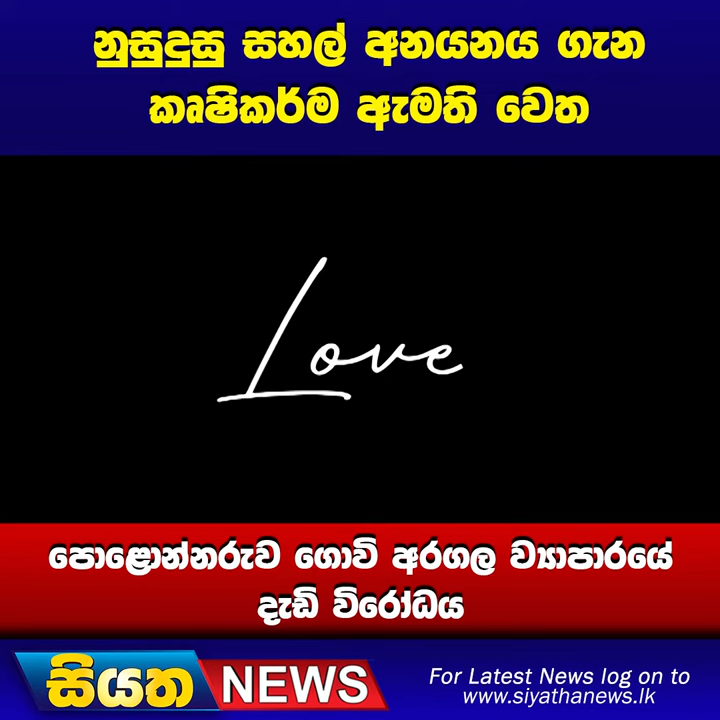 නුසුදුසු සහල් අනයනය ගැන
කෘෂිකර්ම ඇමති වෙත
Love
පොළොන්නරුව ගොවි අරගල ව්‍යාපාරයේ
දැඩි විරෝධය
සියත NEWS
For Latest News log on to
www.siyathanews.lk